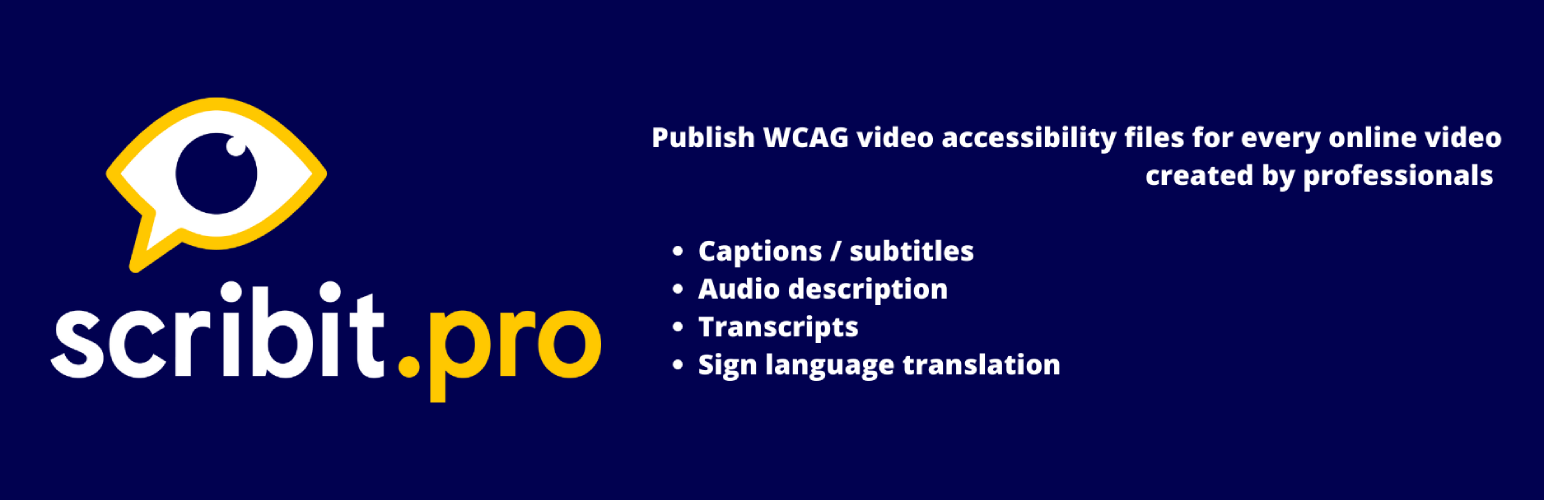 scribit.pro
Publish WCAG video accessibility files for every online video
created by professionals
• Captions / subtitles
• Audio description
• Transcripts
• Sign language translation